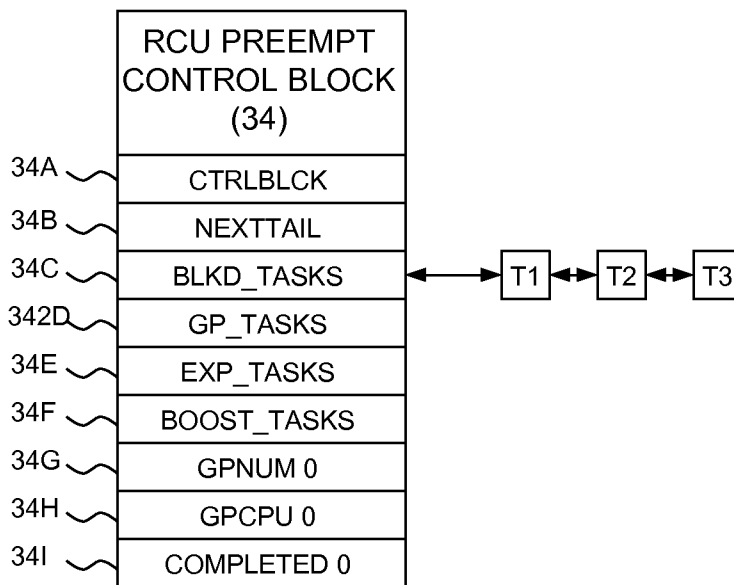 RCU PREEMPT
CONTROL BLOCK
(34)
34A CTRLBLCK
34B NEXTTAIL
34C BLKD_TASKS T1 T2 T3
342D GP_TASKS
34E EXP_TASKS
34F BOOST_TASKS
34G GPNUM 0
34H GPCPU 0
34I COMPLETED 0